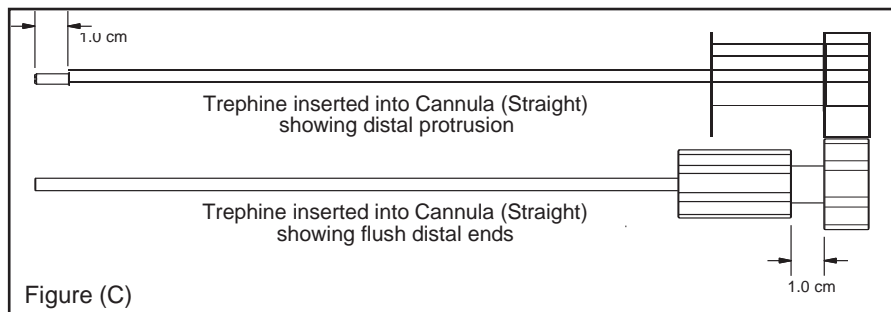 1.0 cm
Trephine inserted into Cannula (Straight)
showing distal protrusion
Trephine inserted into Cannula (Straight)
showing flush distal ends
1.0 cm
Figure (C)